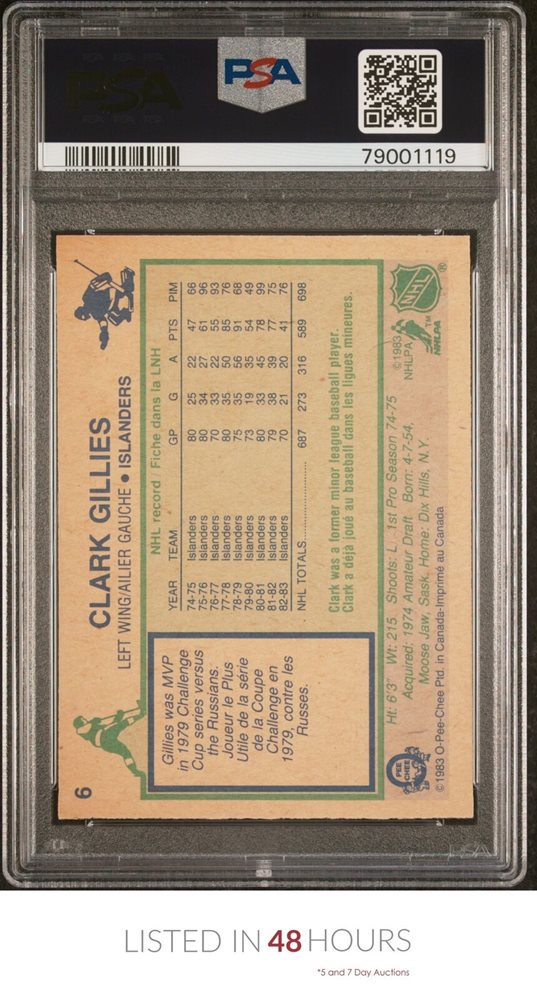 PSA
PSA
79001119
6
CLARK GILLIES
LEFT WING/AILIER GAUCHE • ISLANDERS
Gillies was MVP
in 1979 Challenge
Cup series versus
the Russians.
Joueur le Plus
Utile de la série
de la Coupe
Challenge en
1979, contre les
Russes.
NHL record Fiche dans la LNH
YEAR TEAM GP G A PTS PIM
74-75 Islanders 80 25 22 47 66
75-76 Islanders 80 34 27 61 96
76-77 Islanders 70 33 22 55 93
77-78 Islanders 80 35 50 85 76
78-79 Islanders 75 35 56 91 68
79-80 Islanders 73 19 35 54 49
80-81 Islanders 80 33 45 78 99
81-82 Islanders 79 38 39 77 75
82-83 Islanders 70 21 20 41 76
NHL TOTALS.................. 687 273 316 589 698
Clark was a former minor league baseball player.
Clark a déjà joué au baseball dans les ligues mineures.
Ht: 6'3" Wt: 215 Shoots: L 1st Pro Season 74-75
Acquired: 1974 Amateur Draft Born: 4-7-54,
Moose Jaw, Sask. Home: Dix Hills, N.Y.
©1983 O-Pee-Chee Ptd. in Canada-Imprimé au Canada
O PEE CHEE
©1983
NHLPA
NHLPA
TM
NHL
®
LISTED IN 48 HOURS
*5 and 7 Day Auctions